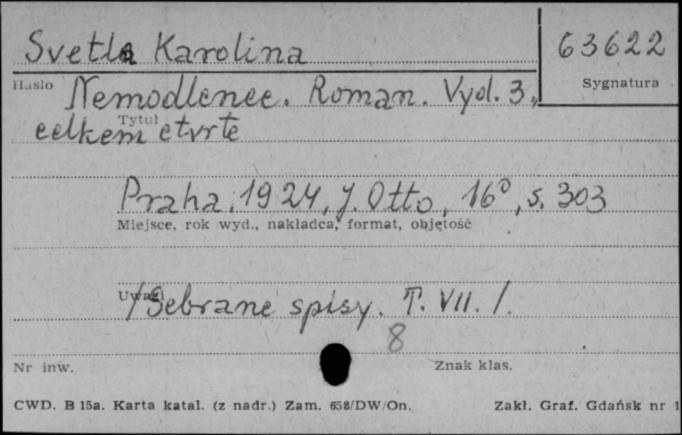 Svetla Karolina 63622
Hasło Sygnatura
Nemodlenec. Roman. Vyd. 3,
Tytuł
celkem ctvrte
Praha, 1924, J. Otto, 16°, s. 303
Miejsce, rok wyd., nakładca, format, objętość
Uwagi
/Sebrane spisy. T. VII. /.
8
Nr inw. Znak klas.
CWD. B 15a. Karta katal. (z nadr.) Zam. 658/DW/On. Zakł. Graf. Gdańsk nr 1